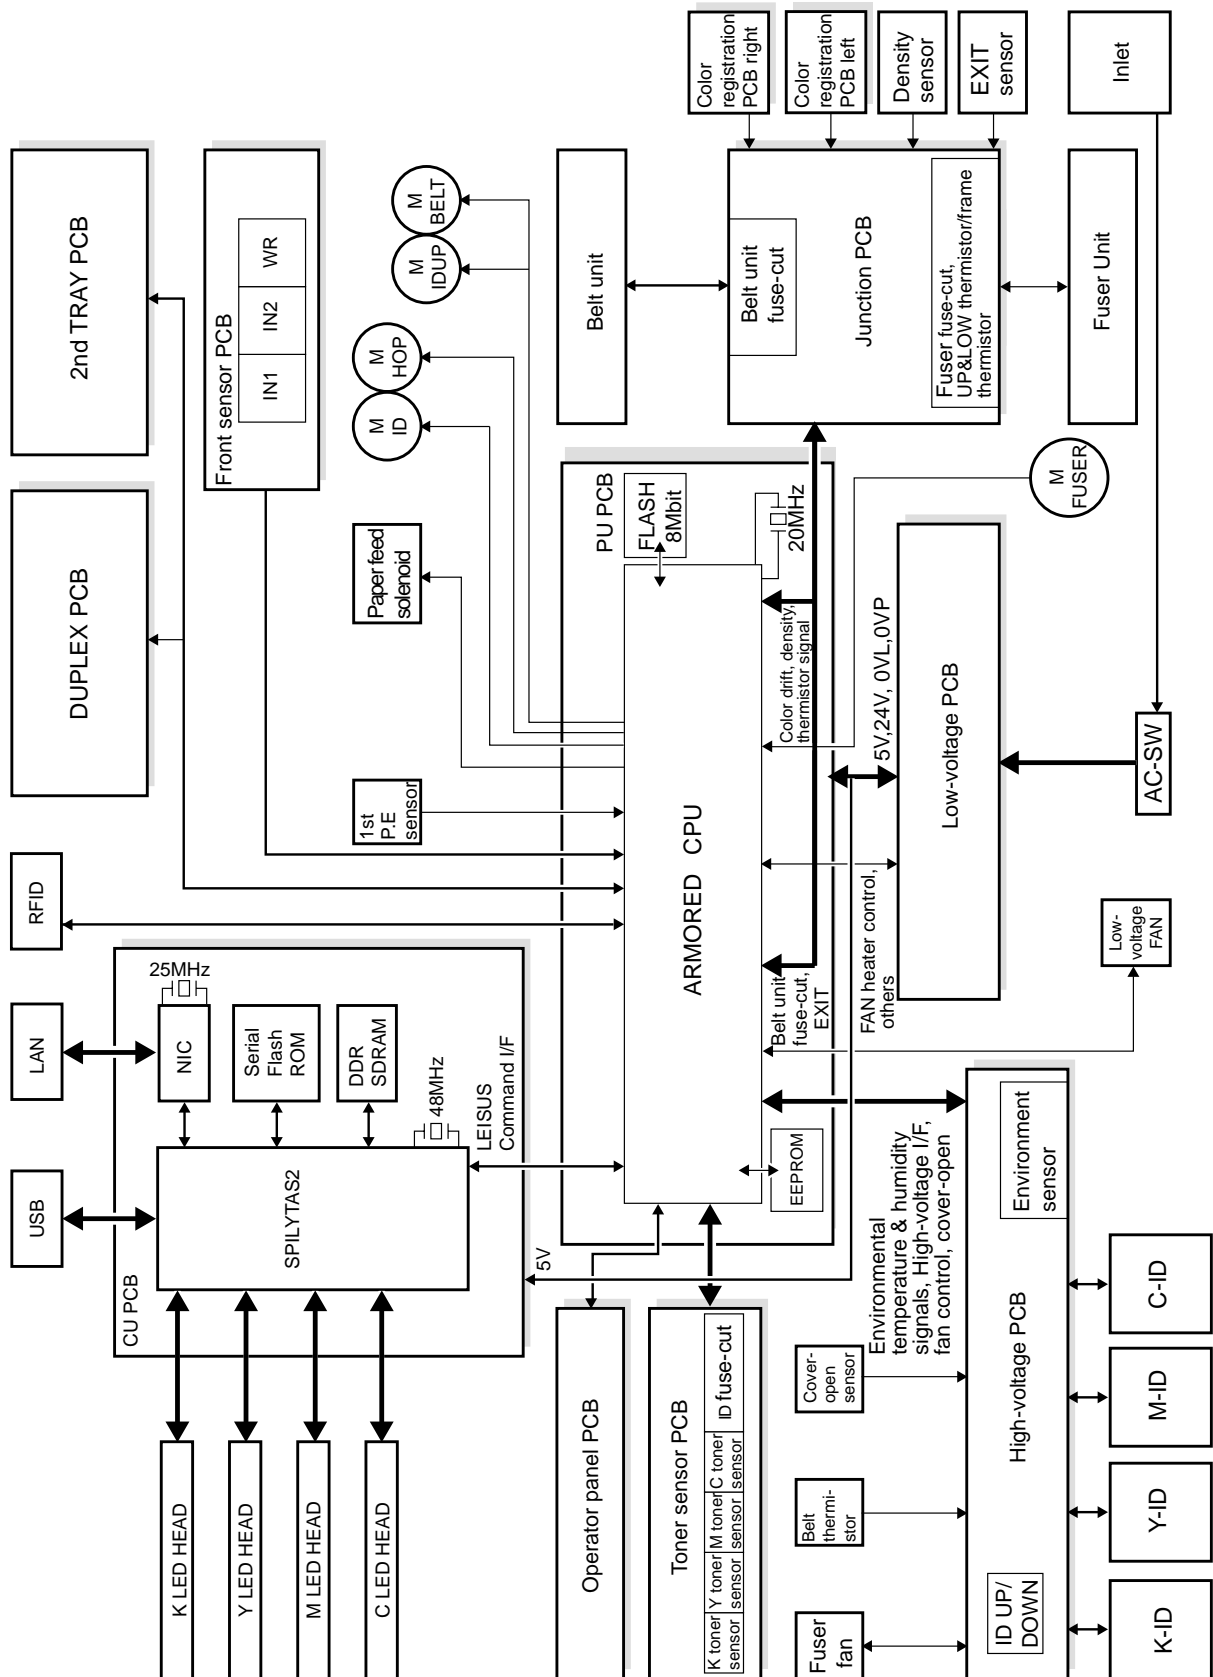 K LED HEAD
Y LED HEAD
M LED HEAD
C LED HEAD
USB
LAN
RFID
DUPLEX PCB
2nd TRAY PCB
CU PCB
SPILYTAS2
NIC
25MHz
Serial
Flash
ROM
DDR
SDRAM
48MHz
LEISUS
Command I/F
5V
Front sensor PCB
IN1
IN2
WR
1st
P.E
sensor
Paper feed
solenoid
M
ID
M
HOP
M
IDUP
M
BELT
Operator panel PCB
Toner sensor PCB
K toner
sensor
Y toner
sensor
M toner
sensor
C toner
sensor
ID fuse-cut
PU PCB
ARMORED CPU
FLASH
8Mbit
20MHz
EEPROM
Belt unit
fuse-cut,
EXIT
Color drift, density,
thermistor signal
Belt unit
Belt unit
fuse-cut
Junction PCB
Fuser fuse-cut,
UP&LOW thermistor/frame
thermistor
Color
registration
PCB right
Color
registration
PCB left
Density
sensor
EXIT
sensor
Inlet
Fuser Unit
M
FUSER
FAN heater control,
others
5V,24V, 0VL,0VP
Low-voltage PCB
AC-SW
Low-
voltage
FAN
Fuser
fan
Belt
thermi-
stor
Cover-
open
sensor
Environmental
temperature & humidity
signals, High-voltage I/F,
fan control, cover-open
High-voltage PCB
ID UP/
DOWN
Environment
sensor
K-ID
Y-ID
M-ID
C-ID